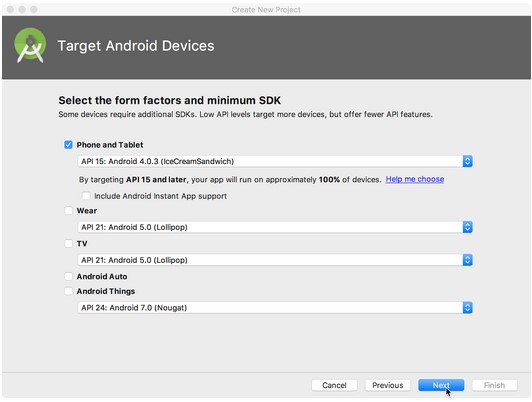 Create New Project
Target Android Devices
Select the form factors and minimum SDK
Some devices require additional SDKs. Low API levels target more devices, but offer fewer API features.
Phone and Tablet
API 15: Android 4.0.3 (IceCreamSandwich)
By targeting API 15 and later, your app will run on approximately 100% of devices. Help me choose
Include Android Instant App support
Wear
API 21: Android 5.0 (Lollipop)
TV
API 21: Android 5.0 (Lollipop)
Android Auto
Android Things
API 24: Android 7.0 (Nougat)
Cancel Previous Next Finish